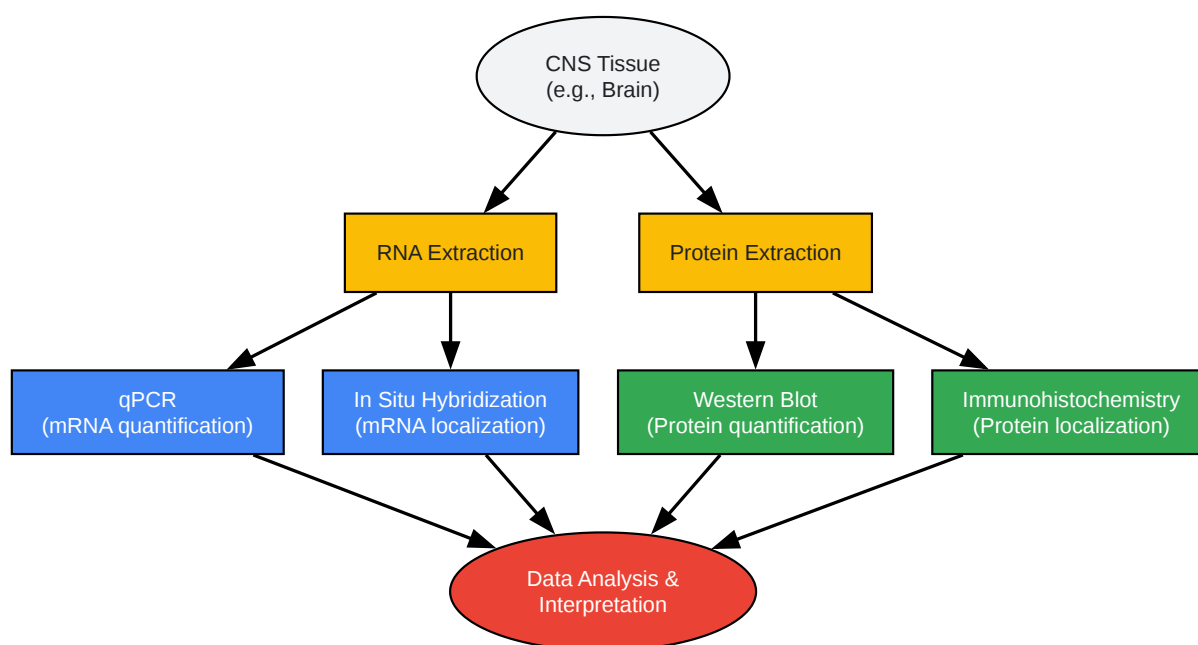 CNS Tissue
(e.g., Brain)
RNA Extraction
Protein Extraction
qPCR
(mRNA quantification)
In Situ Hybridization
(mRNA localization)
Western Blot
(Protein quantification)
Immunohistochemistry
(Protein localization)
Data Analysis &
Interpretation